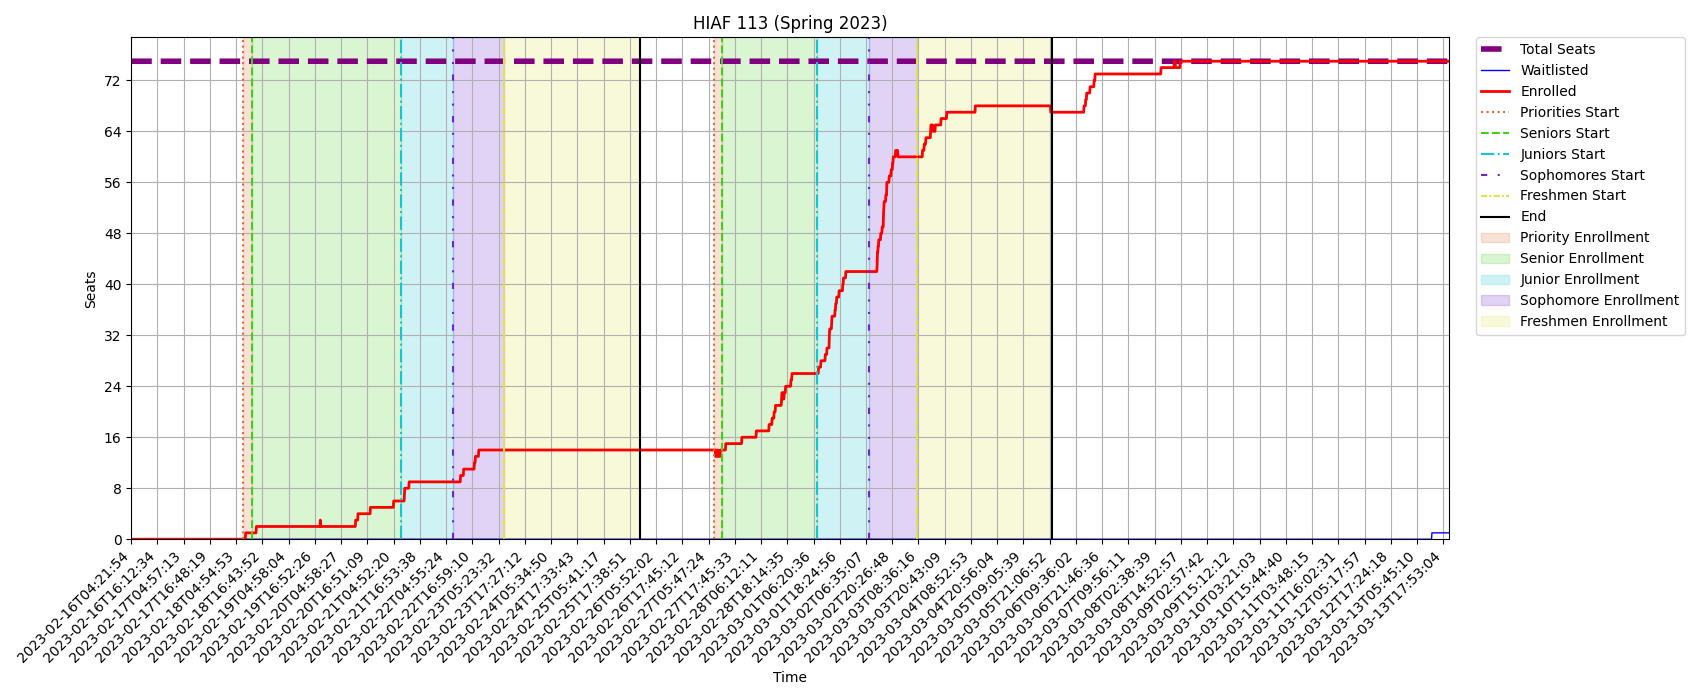 HIAF 113 (Spring 2023)
Seats
72
64
56
48
40
32
24
16
8
0
2023-02-16T04:21:54
2023-02-16T16:12:34
2023-02-17T04:57:13
2023-02-17T16:48:19
2023-02-18T04:54:53
2023-02-18T16:43:52
2023-02-19T04:58:04
2023-02-19T16:52:26
2023-02-20T04:58:27
2023-02-20T16:51:09
2023-02-21T04:52:20
2023-02-21T16:53:38
2023-02-22T04:55:24
2023-02-22T16:59:10
2023-02-23T05:23:32
2023-02-23T17:27:12
2023-02-24T05:34:50
2023-02-24T17:33:43
2023-02-25T05:41:17
2023-02-25T17:38:51
2023-02-26T05:52:02
2023-02-26T17:45:12
2023-02-27T05:47:24
2023-02-27T17:45:33
2023-02-28T06:12:11
2023-02-28T18:14:35
2023-03-01T06:20:36
2023-03-01T18:24:56
2023-03-02T06:35:07
2023-03-02T20:26:48
2023-03-03T08:36:16
2023-03-03T20:43:09
2023-03-04T08:52:53
2023-03-04T20:56:04
2023-03-05T09:05:39
2023-03-05T21:06:52
2023-03-06T09:36:02
2023-03-06T21:46:36
2023-03-07T09:56:11
2023-03-08T02:38:39
2023-03-08T14:52:57
2023-03-09T02:57:42
2023-03-09T15:12:12
2023-03-10T03:21:03
2023-03-10T15:44:40
2023-03-11T03:48:15
2023-03-11T16:02:31
2023-03-12T05:17:57
2023-03-12T17:24:18
2023-03-13T05:45:10
2023-03-13T17:53:04
Time
Total Seats
Waitlisted
Enrolled
Priorities Start
Seniors Start
Juniors Start
Sophomores Start
Freshmen Start
End
Priority Enrollment
Senior Enrollment
Junior Enrollment
Sophomore Enrollment
Freshmen Enrollment